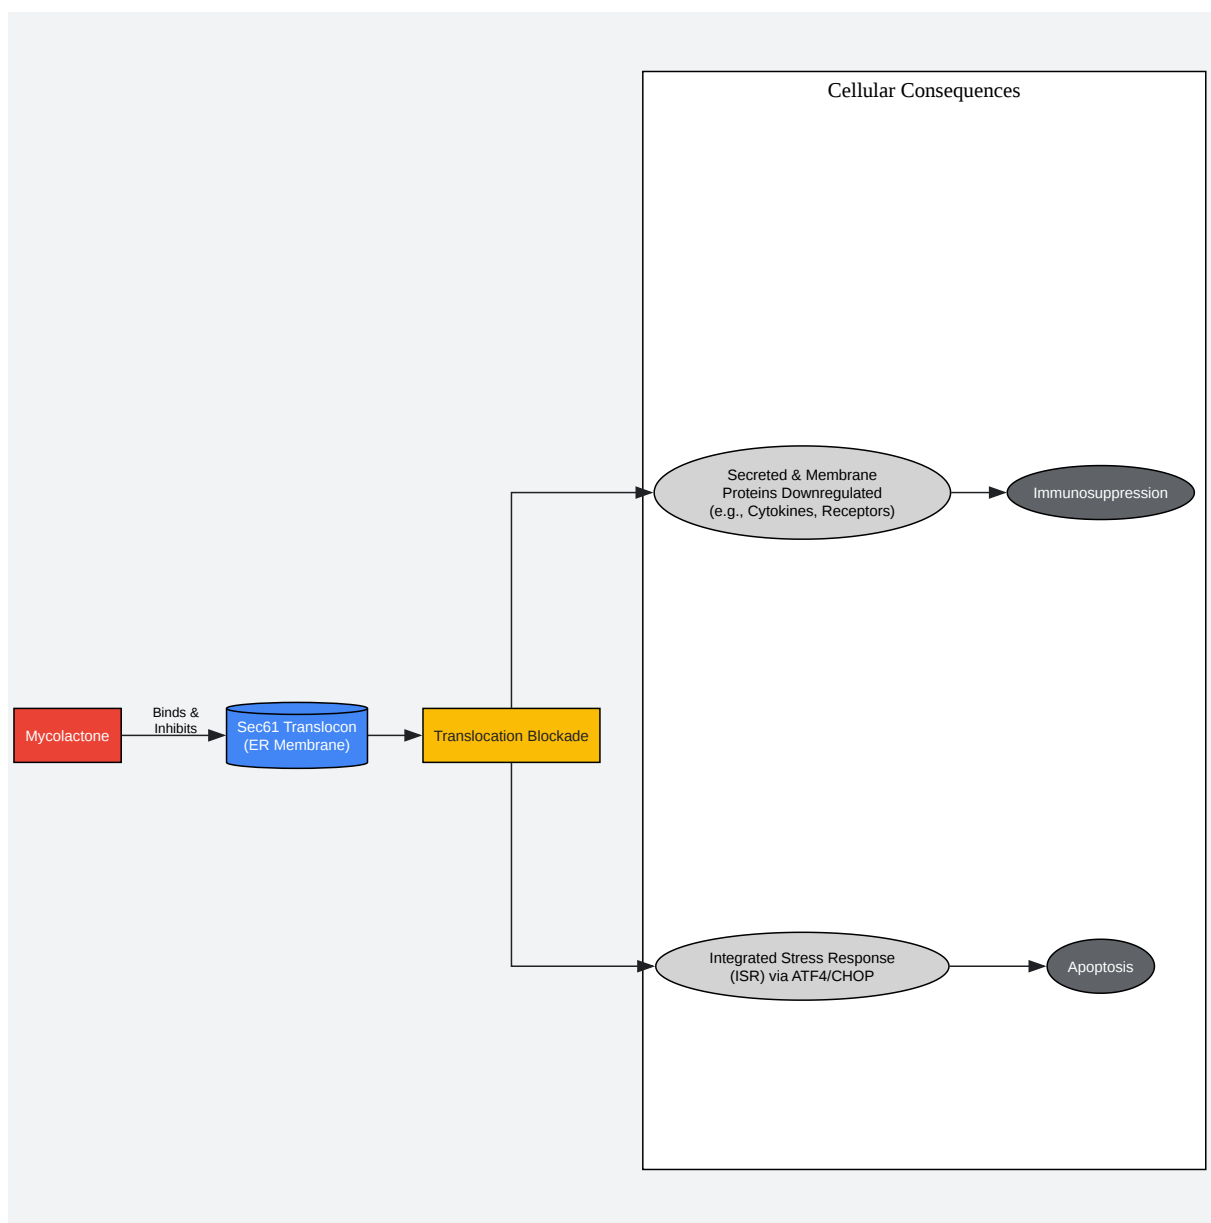 Cellular Consequences
Secreted & Membrane
Proteins Downregulated
(e.g., Cytokines, Receptors)
Immunosuppression
Mycolactone
Binds &
Inhibits
Sec61 Translocon
(ER Membrane)
Translocation Blockade
Integrated Stress Response
(ISR) via ATF4/CHOP
Apoptosis